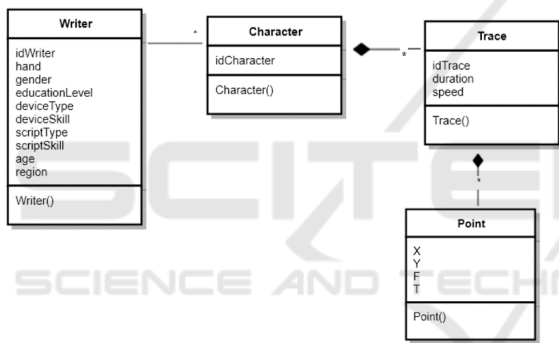 Writer
idWriter
hand
gender
educationLevel
deviceType
deviceSkill
scriptType
scriptSkill
age
region
Writer()
*
Character
idCharacter
Character()
*
Trace
idTrace
duration
speed
Trace()
*
Point
X
Y
F
T
Point()
SCIENCE AND